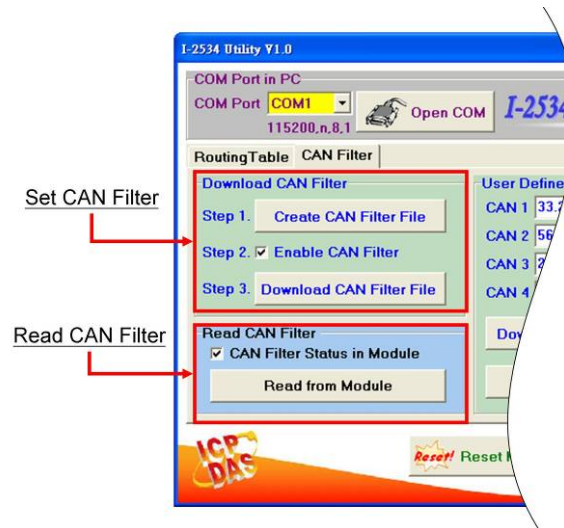 I-2534 Utility V1.0
COM Port in PC
COM Port COM1 Open COM I-2534
115200,n,8,1
RoutingTable CAN Filter
Set CAN Filter
Download CAN Filter
Step 1. Create CAN Filter File
Step 2. Enable CAN Filter
Step 3. Download CAN Filter File
User Define
CAN 1 33.
CAN 2 56
CAN 3 2
CAN 4
Read CAN Filter
Read CAN Filter
CAN Filter Status in Module
Read from Module
ICP DAS
Reset! Reset